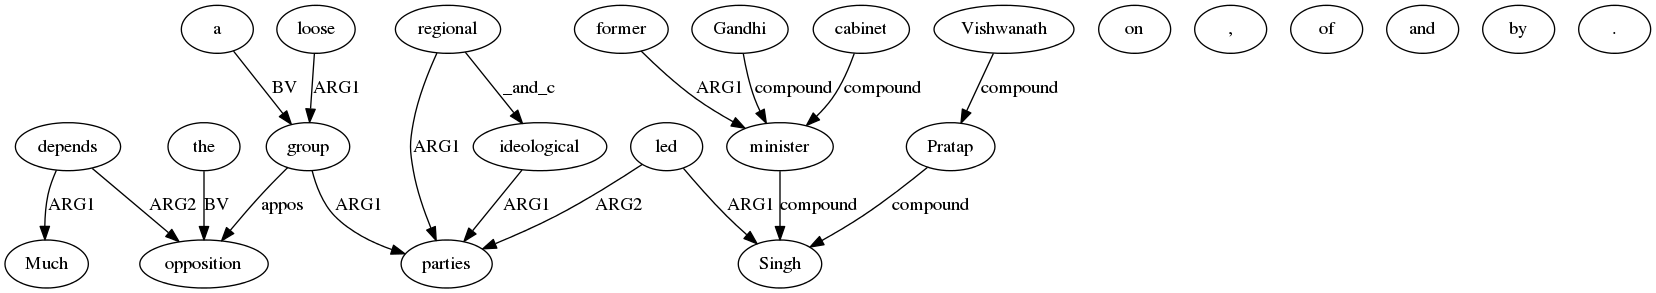 a loose regional former Gandhi cabinet Vishwanath on , of and by .
BV ARG1 _and_c ARG1 compound compound compound
depends the group ARG1 ideological led minister Pratap
ARG1 ARG2 BV appos ARG1 ARG1 ARG2 ARG1 compound compound
Much opposition parties Singh